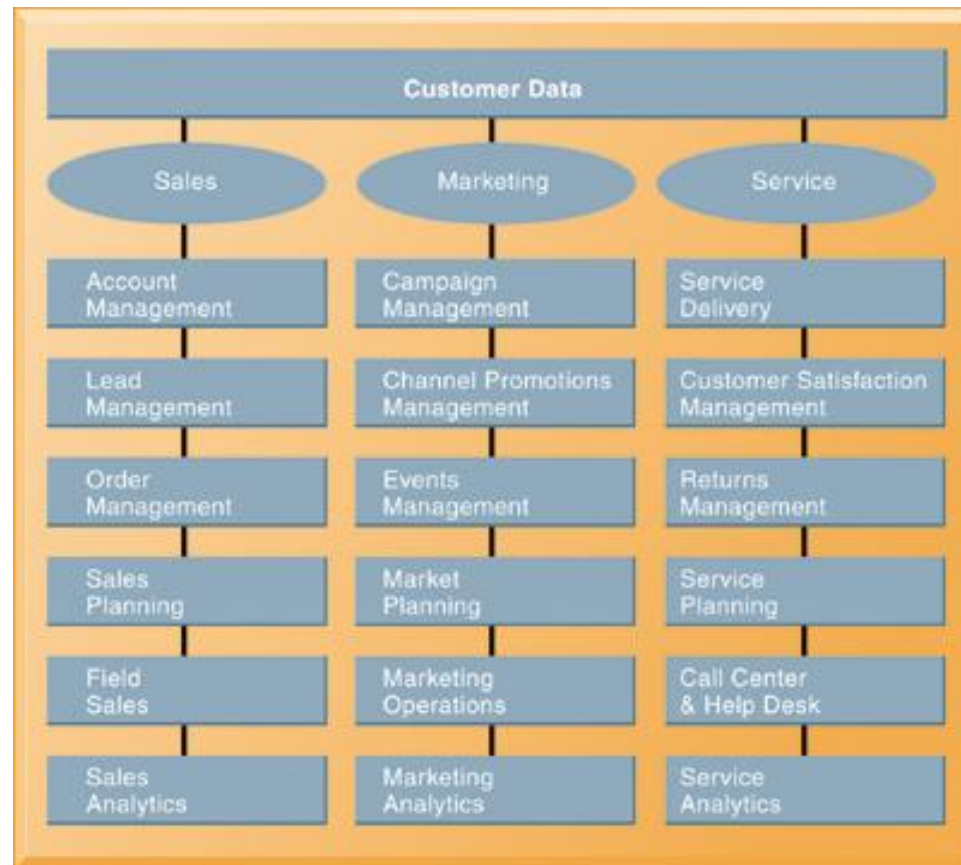 Customer Data
Sales
Marketing
Service
Account
Management
Campaign
Management
Service
Delivery
Lead
Management
Channel Promotions
Management
Customer Satisfaction
Management
Order
Management
Events
Management
Returns
Management
Sales
Planning
Market
Planning
Service
Planning
Field
Sales
Marketing
Operations
Call Center
& Help Desk
Sales
Analytics
Marketing
Analytics
Service
Analytics